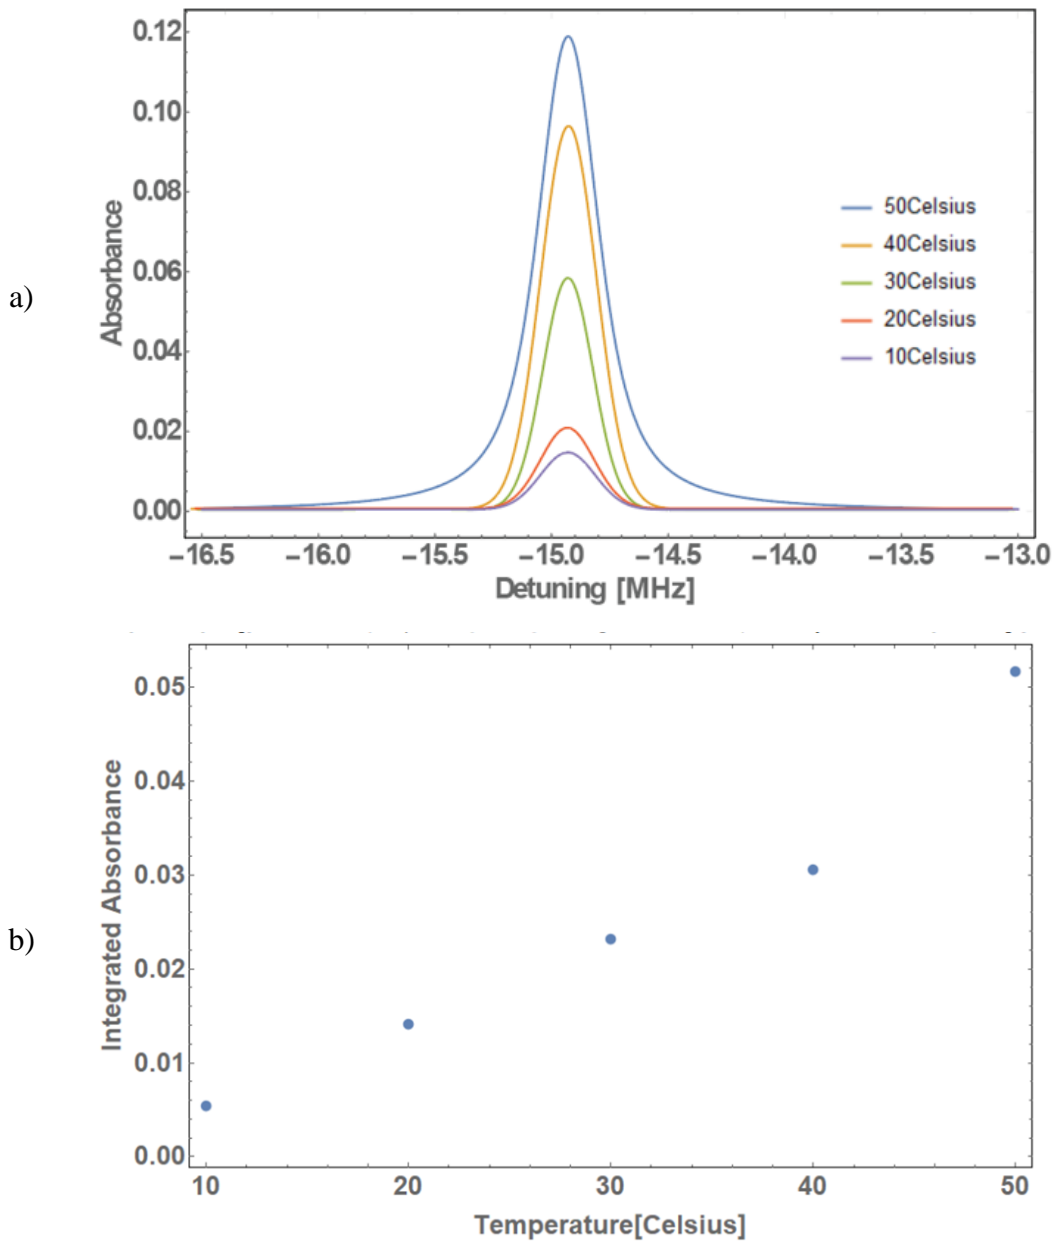 a)
Absorbance
0.12
0.10
0.08
0.06
0.04
0.02
0.00
50Celsius
40Celsius
30Celsius
20Celsius
10Celsius
−16.5 −16.0 −15.5 −15.0 −14.5 −14.0 −13.5 −13.0
Detuning [MHz]
b)
Integrated Absorbance
0.05
0.04
0.03
0.02
0.01
0.00
10 20 30 40 50
Temperature[Celsius]